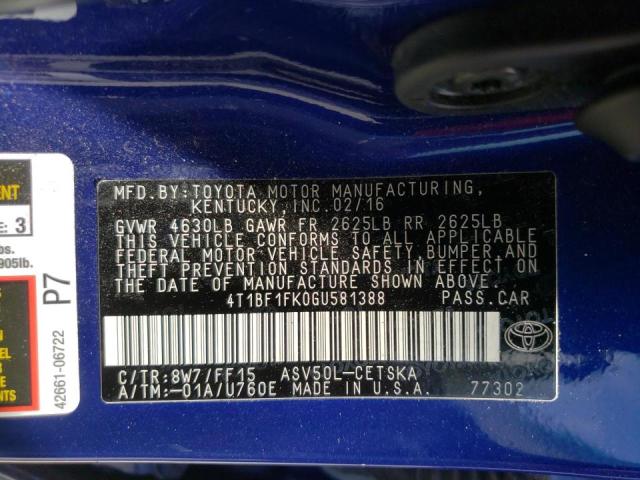 MFD.BY:TOYOTA MOTOR MANUFACTURING,
KENTUCKY, INC. 02/16
GVWR 4630LB GAWR FR 2625LB RR 2625LB
THIS VEHICLE CONFORMS TO ALL APPLICABLE
FEDERAL MOTOR VEHICLE SAFETY, BUMPER, AND
THEFT PREVENTION STANDARDS IN EFFECT ON
THE DATE OF MANUFACTURE SHOWN ABOVE.
4T1BF1FK0GU581388 PASS.CAR
C/TR:8W7/FF15 ASV50L-CETSKA
A/TM:-01A/U760E MADE IN U.S.A. 77302
E: 3
bs.
905lb.
P7
42661-06722